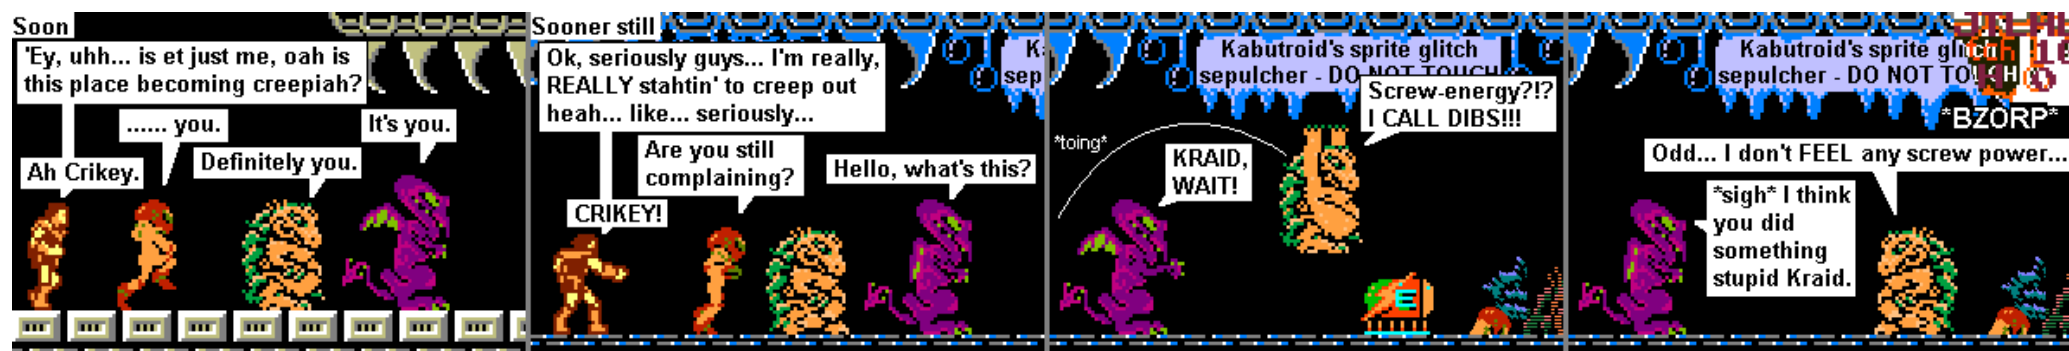 Soon
'Ey, uhh... is et just me, oah is
this place becoming creepiah?
Ah Crikey.
...... you.
Definitely you.
It's you.
Sooner still
Ok, seriously guys... I'm really,
REALLY stahtin' to creep out
heah... like... seriously...
CRIKEY!
Are you still
complaining?
Hello, what's this?
Ka
sep
Kabutroid's sprite glitch
sepulcher - DO NOT TOUCH
*toing*
KRAID,
WAIT!
Screw-energy?!?
I CALL DIBS!!!
E
Kabutroid's sprite glitch
sepulcher - DO NOT TO H
*BZORP*
Odd... I don't FEEL any screw power...
*sigh* I think
you did
something
stupid Kraid.